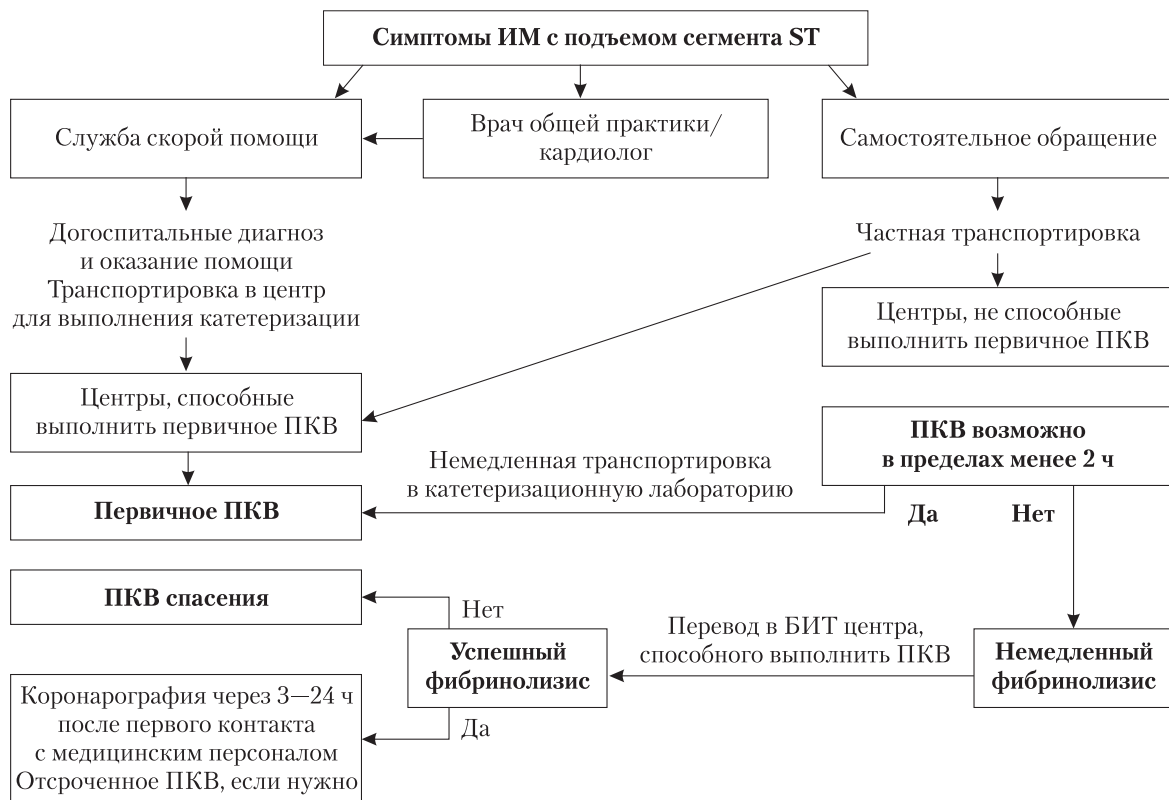 Симптомы ИМ с подъемом сегмента ST
Служба скорой помощи
Врач общей практики/
кардиолог
Самостоятельное обращение
Догоспитальные диагноз
и оказание помощи
Транспортировка в центр
для выполнения катетеризации
Частная транспортировка
Центры, не способные
выполнить первичное ПКВ
Центры, способные
выполнить первичное ПКВ
ПКВ возможно
в пределах менее 2 ч
Немедленная транспортировка
в катетеризационную лабораторию
Первичное ПКВ
Да
Нет
ПКВ спасения
Нет
Успешный
фибринолизис
Да
Перевод в БИТ центра,
способного выполнить ПКВ
Немедленный
фибринолизис
Коронарография через 3—24 ч
после первого контакта
с медицинским персоналом
Отсроченное ПКВ, если нужно